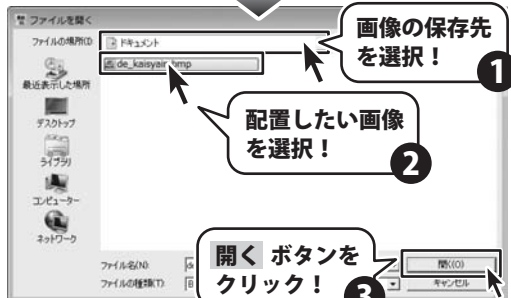 ファイルを開く
ファイルの場所(I):
ドキュメント
画像の保存先
を選択！
1
de_kaisyain.bmp
最近表示した場所
配置したい画像
を選択！
2
デスクトップ
ライブラリ
コンピューター
ネットワーク
開く ボタンを
クリック！
3
ファイル名(N):
開く(O)
ファイルの種類(T):
キャンセル